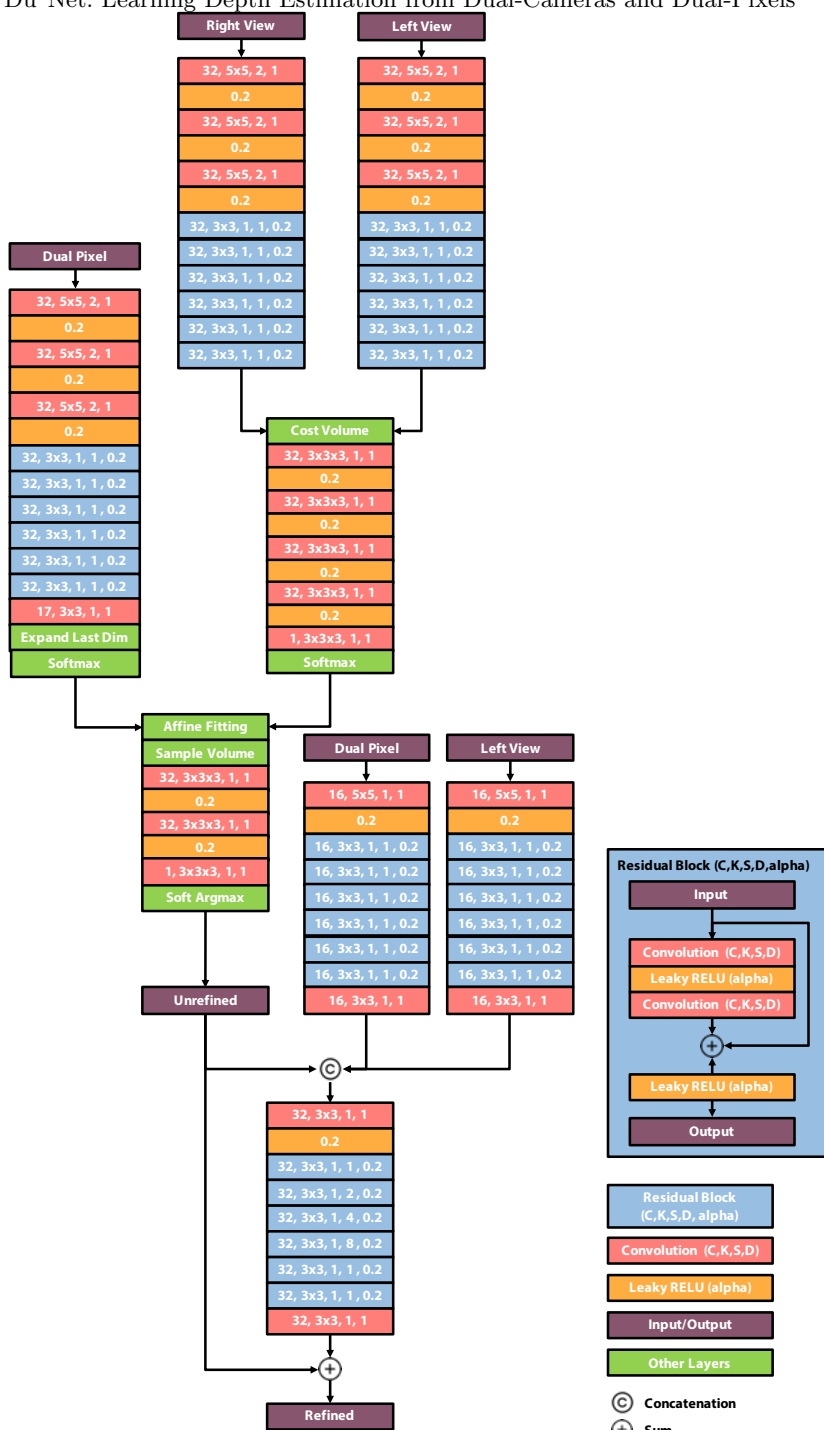 Du²Net: Learning Depth Estimation from Dual-Cameras and Dual-Pixels
Right View
32, 5x5, 2, 1
0.2
32, 5x5, 2, 1
0.2
32, 5x5, 2, 1
0.2
32, 3x3, 1, 1, 0.2
32, 3x3, 1, 1, 0.2
32, 3x3, 1, 1, 0.2
32, 3x3, 1, 1, 0.2
32, 3x3, 1, 1, 0.2
32, 3x3, 1, 1, 0.2
Left View
32, 5x5, 2, 1
0.2
32, 5x5, 2, 1
0.2
32, 5x5, 2, 1
0.2
32, 3x3, 1, 1, 0.2
32, 3x3, 1, 1, 0.2
32, 3x3, 1, 1, 0.2
32, 3x3, 1, 1, 0.2
32, 3x3, 1, 1, 0.2
32, 3x3, 1, 1, 0.2
Dual Pixel
32, 5x5, 2, 1
0.2
32, 5x5, 2, 1
0.2
32, 5x5, 2, 1
0.2
32, 3x3, 1, 1, 0.2
32, 3x3, 1, 1, 0.2
32, 3x3, 1, 1, 0.2
32, 3x3, 1, 1, 0.2
32, 3x3, 1, 1, 0.2
32, 3x3, 1, 1, 0.2
17, 3x3, 1, 1
Expand Last Dim
Softmax
Cost Volume
32, 3x3x3, 1, 1
0.2
32, 3x3x3, 1, 1
0.2
32, 3x3x3, 1, 1
0.2
32, 3x3x3, 1, 1
0.2
1, 3x3x3, 1, 1
Softmax
Affine Fitting
Sample Volume
32, 3x3x3, 1, 1
0.2
32, 3x3x3, 1, 1
0.2
1, 3x3x3, 1, 1
Soft Argmax
Unrefined
Dual Pixel
16, 5x5, 1, 1
0.2
16, 3x3, 1, 1, 0.2
16, 3x3, 1, 1, 0.2
16, 3x3, 1, 1, 0.2
16, 3x3, 1, 1, 0.2
16, 3x3, 1, 1, 0.2
16, 3x3, 1, 1, 0.2
16, 3x3, 1, 1
Left View
16, 5x5, 1, 1
0.2
16, 3x3, 1, 1, 0.2
16, 3x3, 1, 1, 0.2
16, 3x3, 1, 1, 0.2
16, 3x3, 1, 1, 0.2
16, 3x3, 1, 1, 0.2
16, 3x3, 1, 1, 0.2
16, 3x3, 1, 1
C
32, 3x3, 1, 1
0.2
32, 3x3, 1, 1, 0.2
32, 3x3, 1, 2, 0.2
32, 3x3, 1, 4, 0.2
32, 3x3, 1, 8, 0.2
32, 3x3, 1, 1, 0.2
32, 3x3, 1, 1, 0.2
32, 3x3, 1, 1
+
Refined
Residual Block (C,K,S,D,alpha)
Input
Convolution (C,K,S,D)
Leaky RELU (alpha)
Convolution (C,K,S,D)
+
Leaky RELU (alpha)
Output
Residual Block
(C,K,S,D, alpha)
Convolution (C,K,S,D)
Leaky RELU (alpha)
Input/Output
Other Layers
C Concatenation
+ Sum